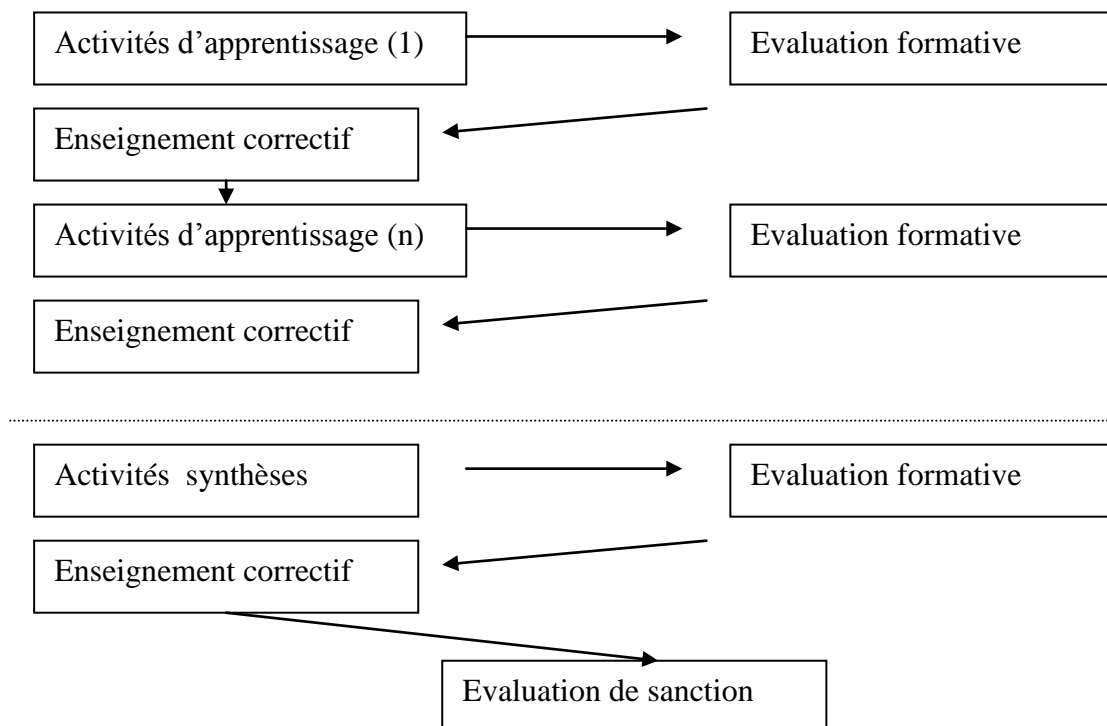 Activités d’apprentissage (1)
Evaluation formative
Enseignement correctif
Activités d’apprentissage (n)
Evaluation formative
Enseignement correctif
Activités  synthèses
Evaluation formative
Enseignement correctif
Evaluation de sanction